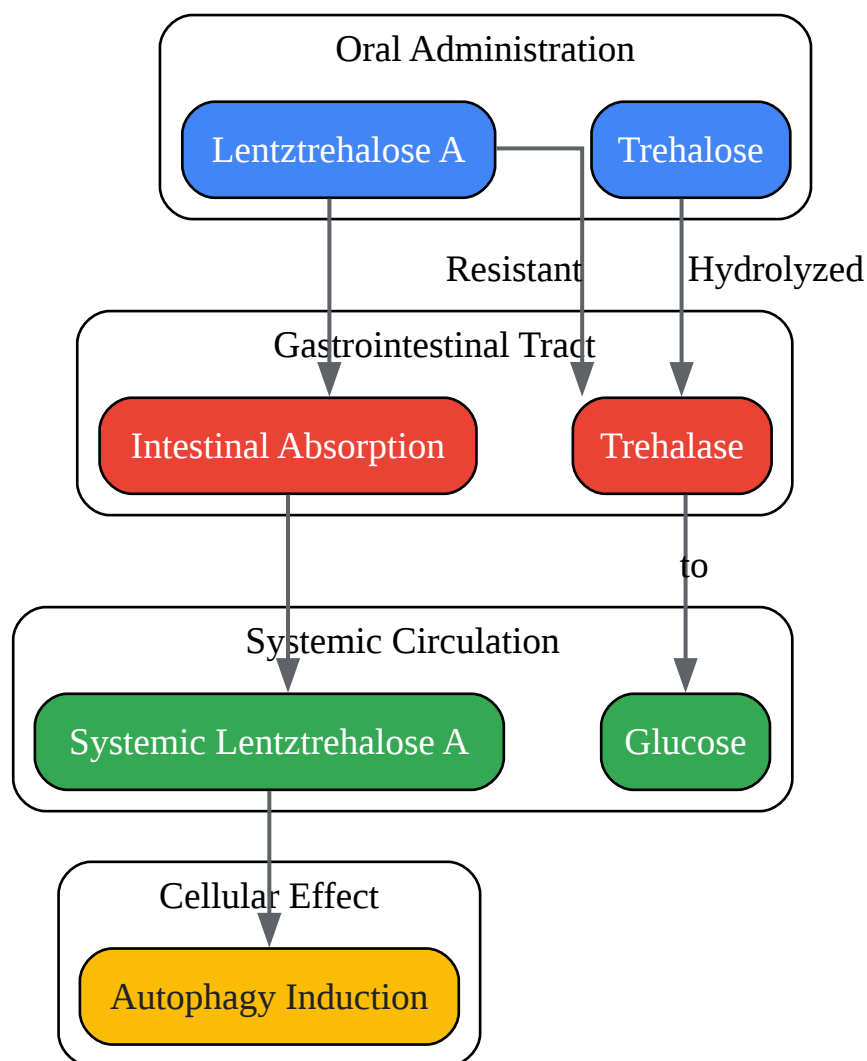 Oral Administration
Lentztrehalose A
Trehalose
Resistant
Hydrolyzed
Gastrointestinal Tract
Intestinal Absorption
Trehalase
to
Systemic Circulation
Systemic Lentztrehalose A
Glucose
Cellular Effect
Autophagy Induction